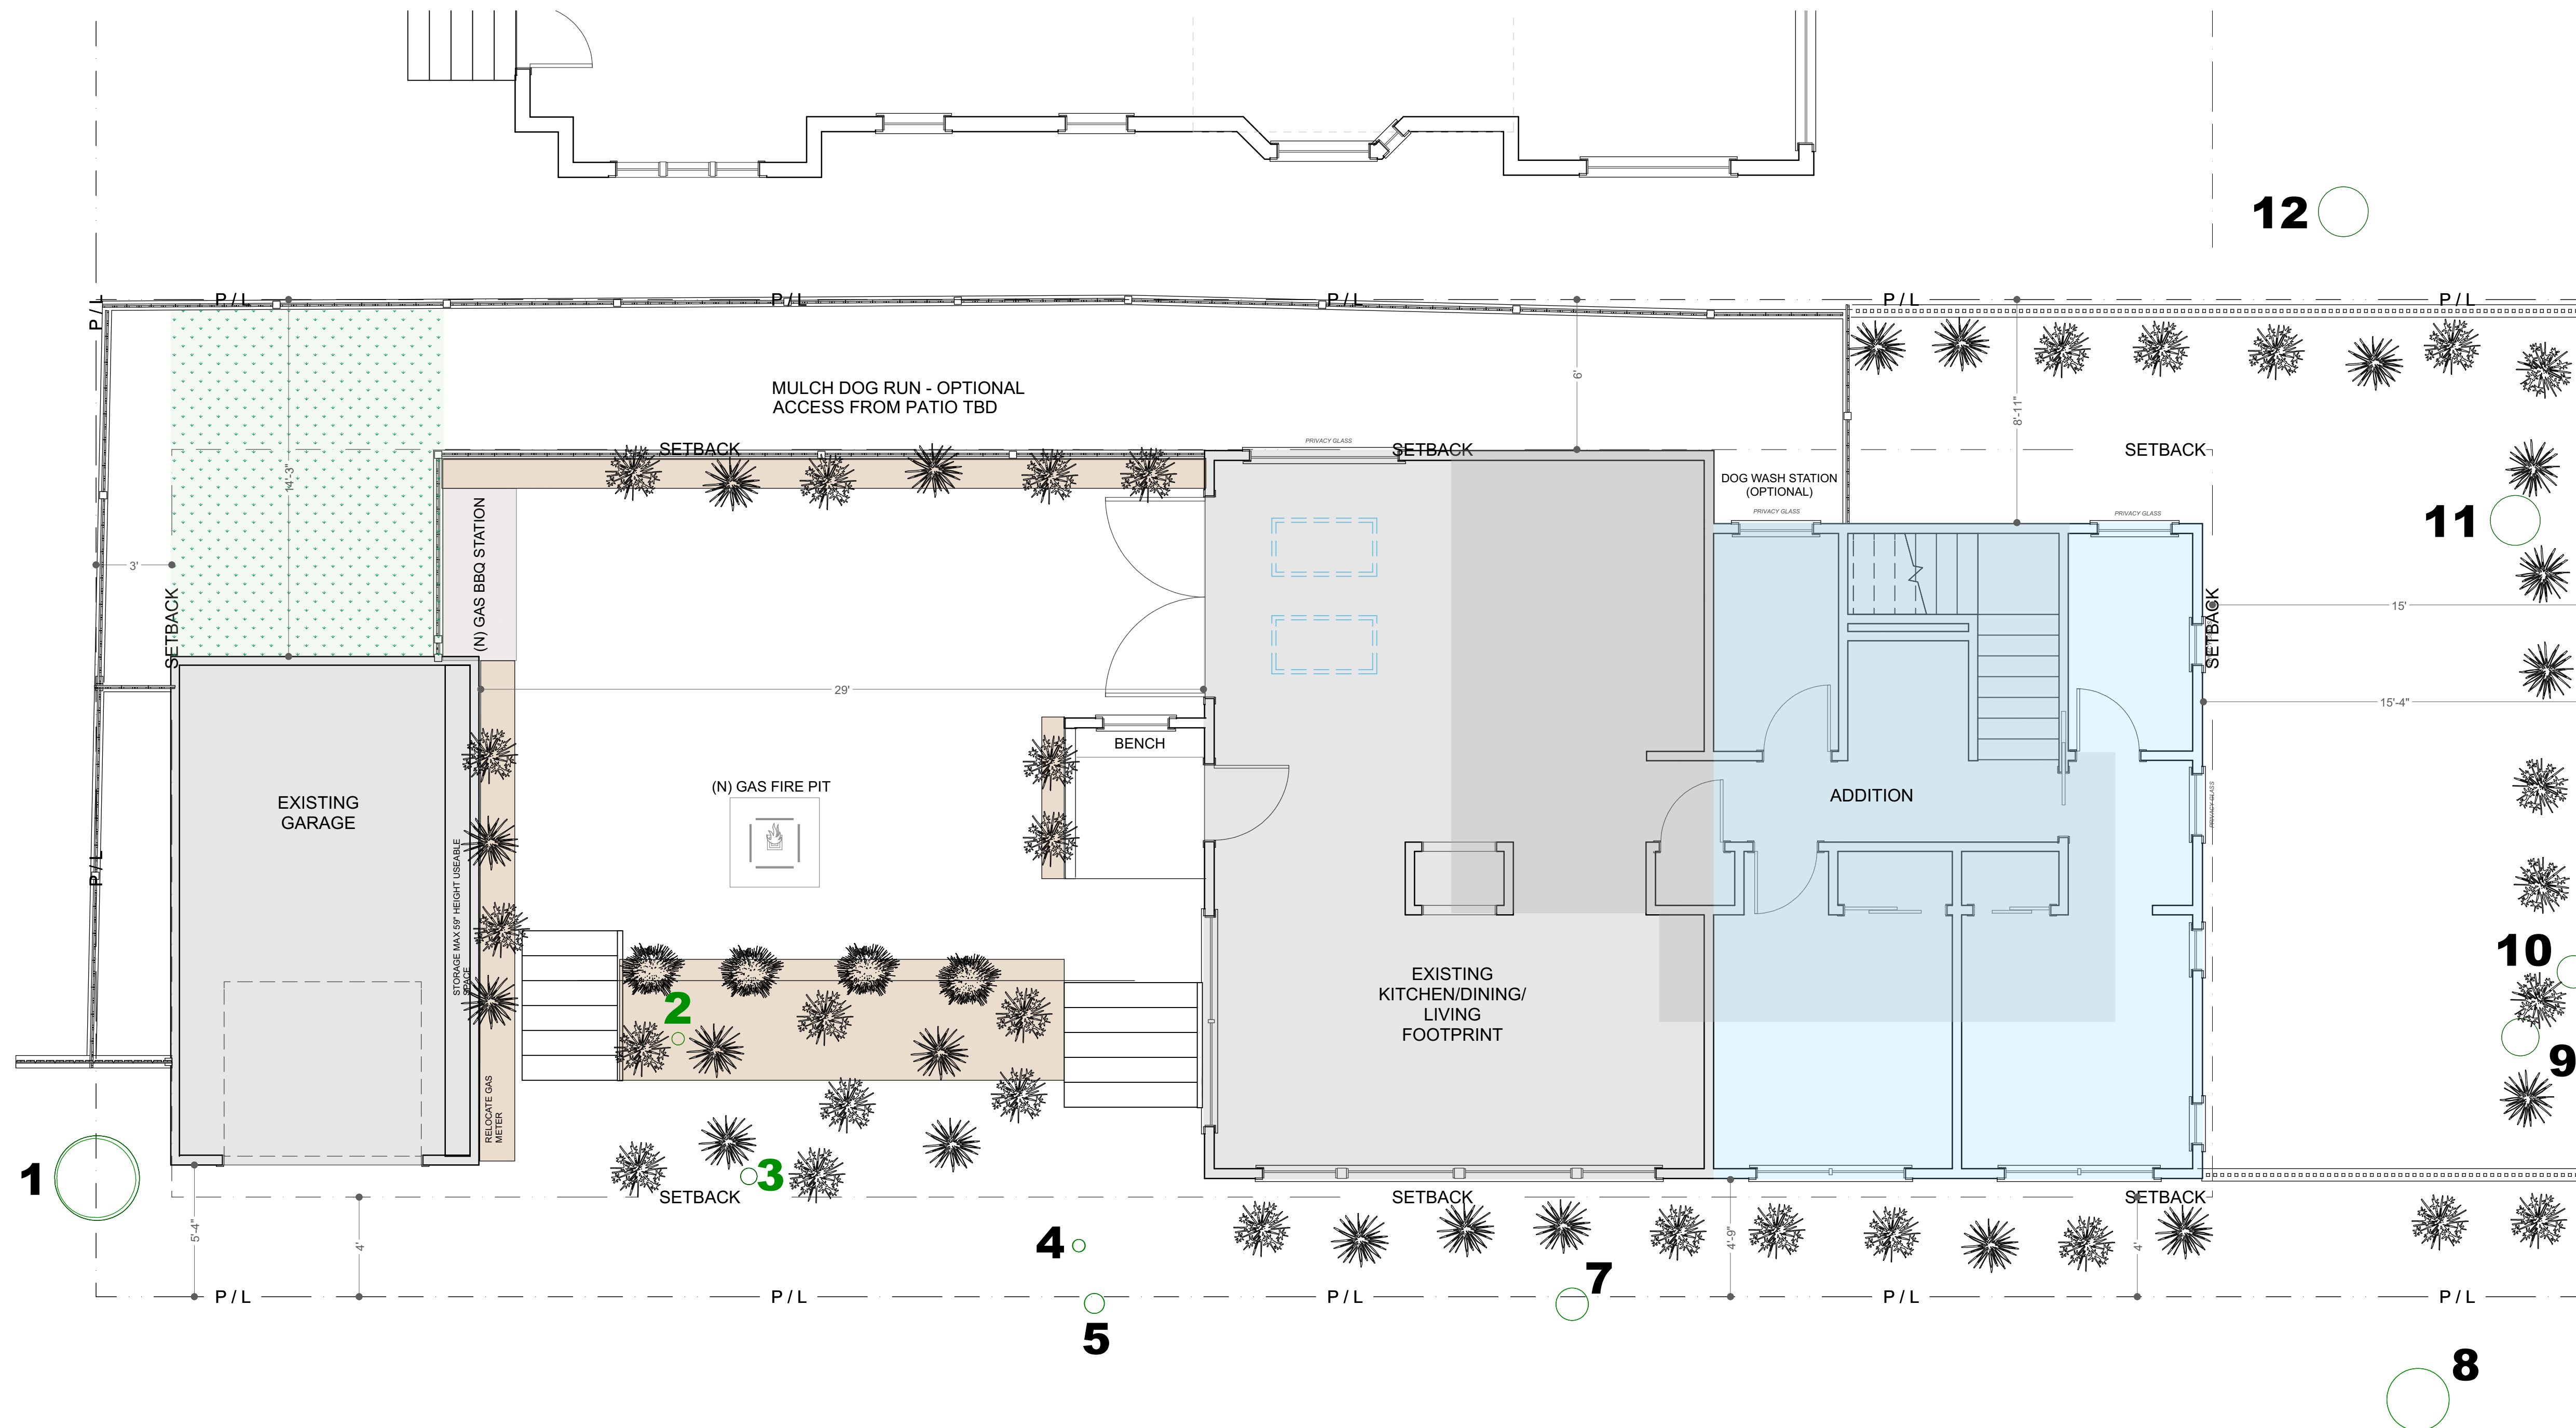 12
P / L
P / L
P / L
P / L
P / L
P / L
6'
MULCH DOG RUN - OPTIONAL
ACCESS FROM PATIO TBD
8'-11"
PRIVACY GLASS
SETBACK
SETBACK
SETBACK
14'-3"
DOG WASH STATION
(OPTIONAL)
PRIVACY GLASS
PRIVACY GLASS
11
3'
(N) GAS BBQ STATION
SETBACK
SETBACK
15'
29'
15'-4"
BENCH
(N) GAS FIRE PIT
EXISTING
GARAGE
ADDITION
PRIVACY GLASS
P / L
STORAGE MAX 59" HEIGHT USEABLE
SPACE
10
EXISTING
KITCHEN/DINING/
LIVING
FOOTPRINT
2
9
RELOCATE GAS
METER
1
3
SETBACK
SETBACK
SETBACK
5'-4"
4'
4
4'-9"
4'
7
P / L
P / L
P / L
P / L
P / L
5
8